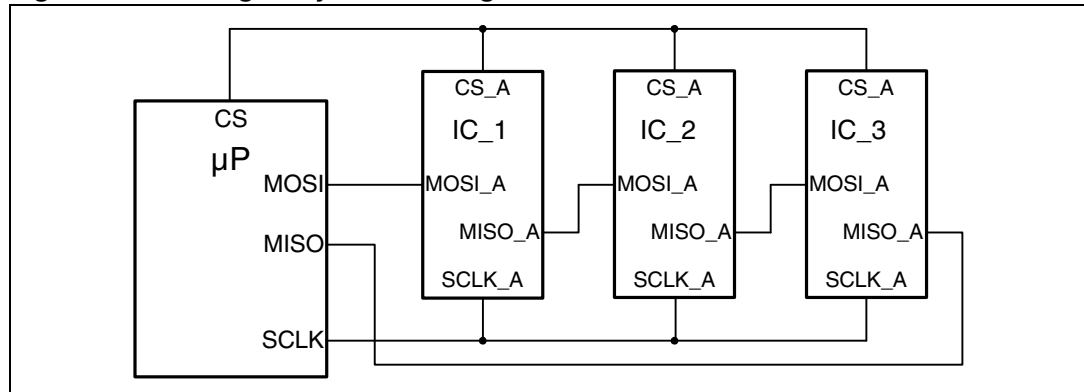 CS
µP
MOSI
MISO
SCLK
CS_A
IC_1
MOSI_A
MISO_A
SCLK_A
CS_A
IC_2
MOSI_A
MISO_A
SCLK_A
CS_A
IC_3
MOSI_A
MISO_A
SCLK_A